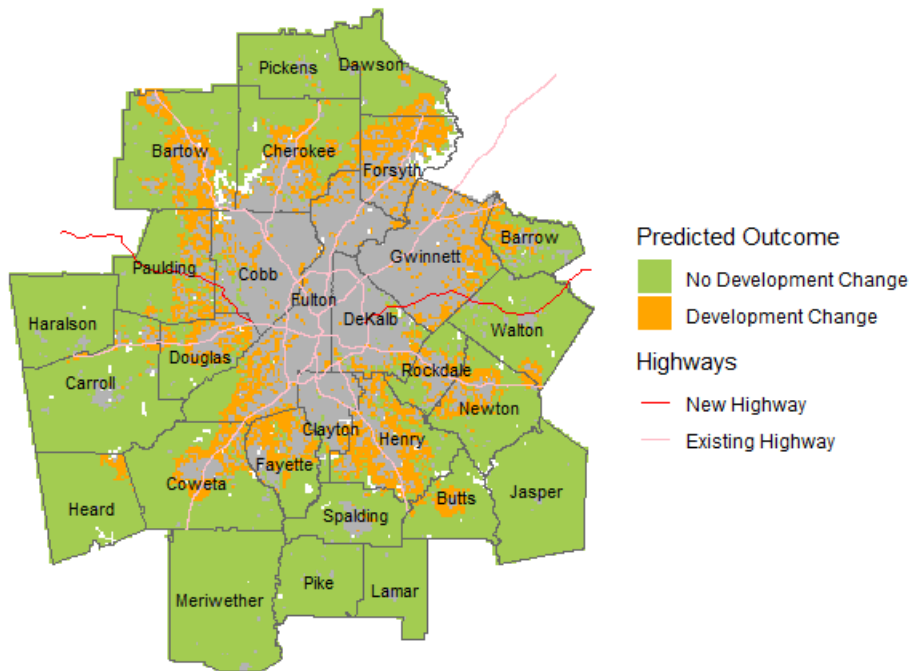 Pickens
Dawson
Bartow
Cherokee
Forsyth
Barrow
Gwinnett
Paulding
Cobb
Fulton
DeKalb
Walton
Haralson
Douglas
Rockdale
Carroll
Newton
Clayton
Henry
Fayette
Coweta
Butts
Jasper
Heard
Spalding
Meriwether
Pike
Lamar
Predicted Outcome
No Development Change
Development Change
Highways
New Highway
Existing Highway